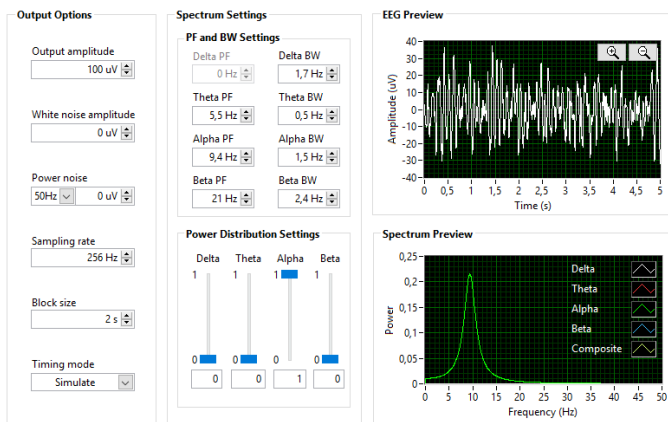 Output Options
Output amplitude
100 uV
White noise amplitude
0 uV
Power noise
50Hz 0 uV
Sampling rate
256 Hz
Block size
2 s
Timing mode
Simulate
Spectrum Settings
PF and BW Settings
Delta PF Delta BW
0 Hz 1,7 Hz
Theta PF Theta BW
5,5 Hz 0,5 Hz
Alpha PF Alpha BW
9,4 Hz 1,5 Hz
Beta PF Beta BW
21 Hz 2,4 Hz
Power Distribution Settings
Delta Theta Alpha Beta
1 1 1 1
0 0 0 0
0 0 1 0
EEG Preview
Amplitude (uV)
40
30
20
10
0
-10
-20
-30
-40
0 0,5 1 1,5 2 2,5 3 3,5 4 4,5 5
Time (s)
Spectrum Preview
Power
0,25
0,2
0,15
0,1
0,05
0
Delta
Theta
Alpha
Beta
Composite
0 5 10 15 20 25 30 35 40 45 50
Frequency (Hz)